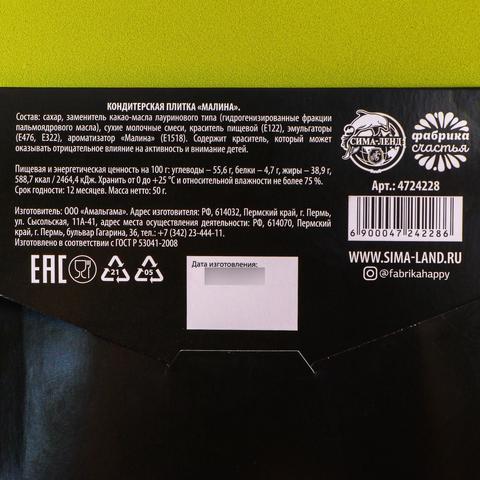 КОНДИТЕРСКАЯ ПЛИТКА «МАЛИНА».
Состав: сахар, заменитель какао-масла лауринового типа (гидрогенизированные фракции
пальмоядрового масла), сухие молочные смеси, краситель пищевой (Е122), эмульгаторы
(Е476, Е322), ароматизатор «Малина» (Е1518). Содержит краситель, который может
оказывать отрицательное влияние на активность и внимание детей.
Пищевая и энергетическая ценность на 100 г: углеводы – 55,6 г, белки - 4,7 г, жиры - 38,9 г,
588,7 ккал / 2464,4 кДж. Хранить от 0 до +25 °С и относительной влажности не более 75 %.
Срок годности: 12 месяцев. Масса нетто: 50 г.
Изготовитель: ООО «Амальгама». Адрес изготовителя: РФ, 614032, Пермский край, г. Пермь,
ул. Сысольская, 11А-41, адрес места осуществления деятельности: РФ, 614070, Пермский
край, г. Пермь, бульвар Гагарина, 36, тел.: +7 (342) 23-444-11.
Изготовлено в соответствии с ГОСТ Р 53041-2008
EAC
21
05
Дата изготовления:
СИМА-ЛЕНД
фабрика
счастья
Арт.: 4724228
6 900047 242286
WWW.SIMA-LAND.RU
@fabrikahappy